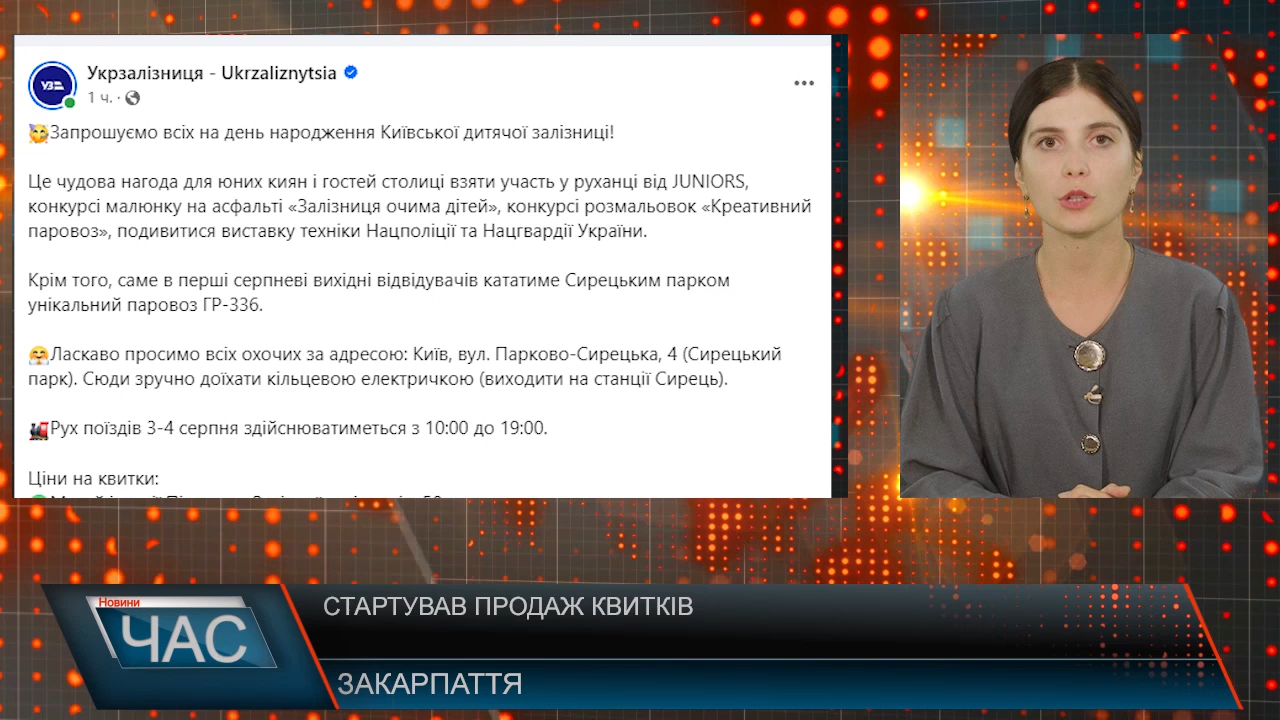 Укрзалізниця - Ukrzaliznytsia
1 ч. ·
Запрошуємо всіх на день народження Київської дитячої залізниці!
Це чудова нагода для юних киян і гостей столиці взяти участь у руханці від JUNIORS,
конкурсі малюнку на асфальті «Залізниця очима дітей», конкурсі розмальовок «Креативний
паровоз», подивитися виставку техніки Нацполіції та Нацгвардії України.
Крім того, саме в перші серпневі вихідні відвідувачів кататиме Сирецьким парком
унікальний паровоз ГР-336.
Ласкаво просимо всіх охочих за адресою: Київ, вул. Парково-Сирецька, 4 (Сирецький
парк). Сюди зручно доїхати кільцевою електричкою (виходити на станції Сирець).
Рух поїздів 3-4 серпня здійснюватиметься з 10:00 до 19:00.
Ціни на квитки:
Новини
ЧАС
СТАРТУВАВ ПРОДАЖ КВИТКІВ
ЗАКАРПАТТЯ